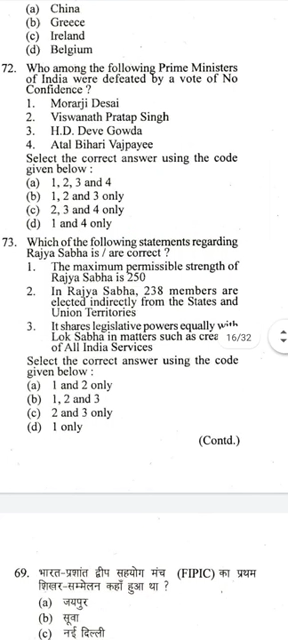 (a) China
(b) Greece
(c) Ireland
(d) Belgium
72. Who among the following Prime Ministers
of India were defeated by a vote of No
Confidence ?
1. Morarji Desai
2. Viswanath Pratap Singh
3. H.D. Deve Gowda
4. Atal Bihari Vajpayee
Select the correct answer using the code
given below :
(a) 1, 2, 3 and 4
(b) 1, 2 and 3 only
(c) 2, 3 and 4 only
(d) 1 and 4 only
73. Which of the following statements regarding
Rajya Sabha is / are correct ?
1. The maximum permissible strength of
Rajya Sabha is 250
2. In Rajya Sabha, 238 members are
elected indirectly from the States and
Union Territories
3. It shares legislative powers equally with
Lok Sabha in matters such as crea 16/32
of All India Services
Select the correct answer using the code
given below :
(a) 1 and 2 only
(b) 1, 2 and 3
(c) 2 and 3 only
(d) 1 only
(Contd.)
69. भारत-प्रशांत द्वीप सहयोग मंच (FIPIC) का प्रथम
शिखर-सम्मेलन कहाँ हुआ था ?
(a) जयपुर
(b) सूवा
(c) नई दिल्ली